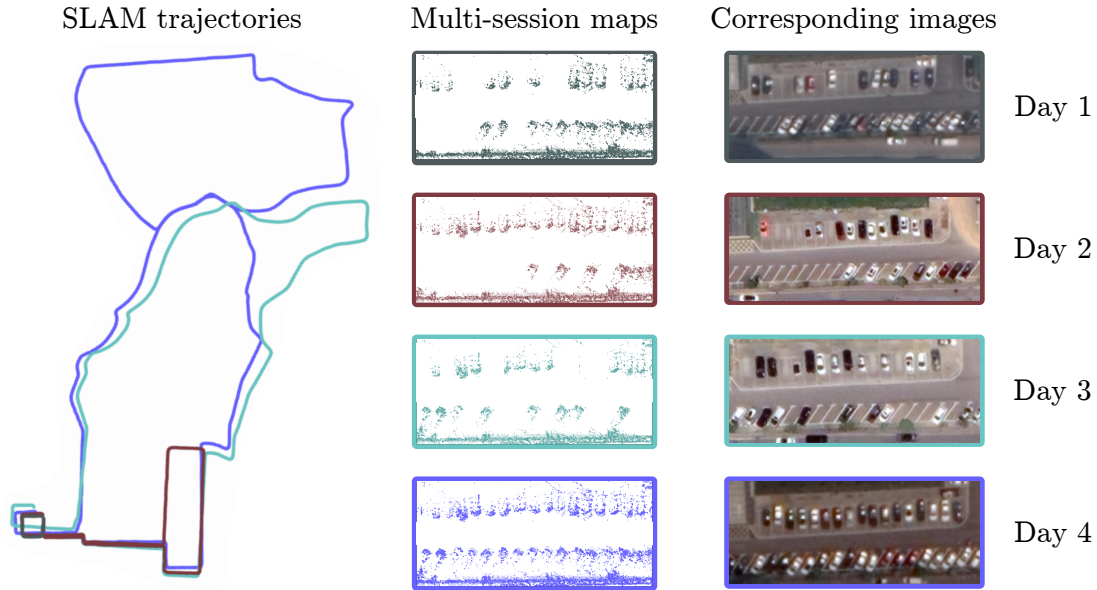 SLAM trajectories
Multi-session maps
Corresponding images
Day 1
Day 2
Day 3
Day 4